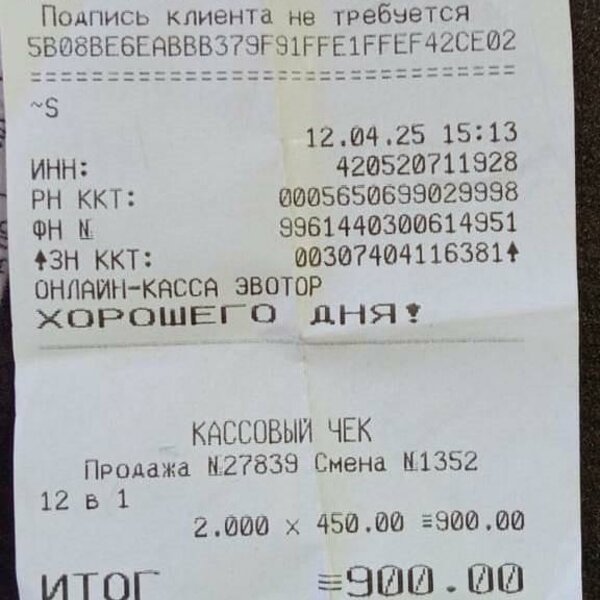 Подпись клиента не требуется
5B08BE6EABBB379F91FFE1FFEF42CE02
================================
~S
12.04.25 15:13
ИНН: 420520711928
РН ККТ: 0005650699029998
ФН № 9961440300614951
↑ЗН ККТ: 00307404116381↑
ОНЛАЙН-КАССА ЭВОТОР
ХОРОШЕГО ДНЯ!
КАССОВЫЙ ЧЕК
Продажа №27839 Смена №1352
12 в 1
2.000 x 450.00 ≡900.00
ИТОГ ≡900.00